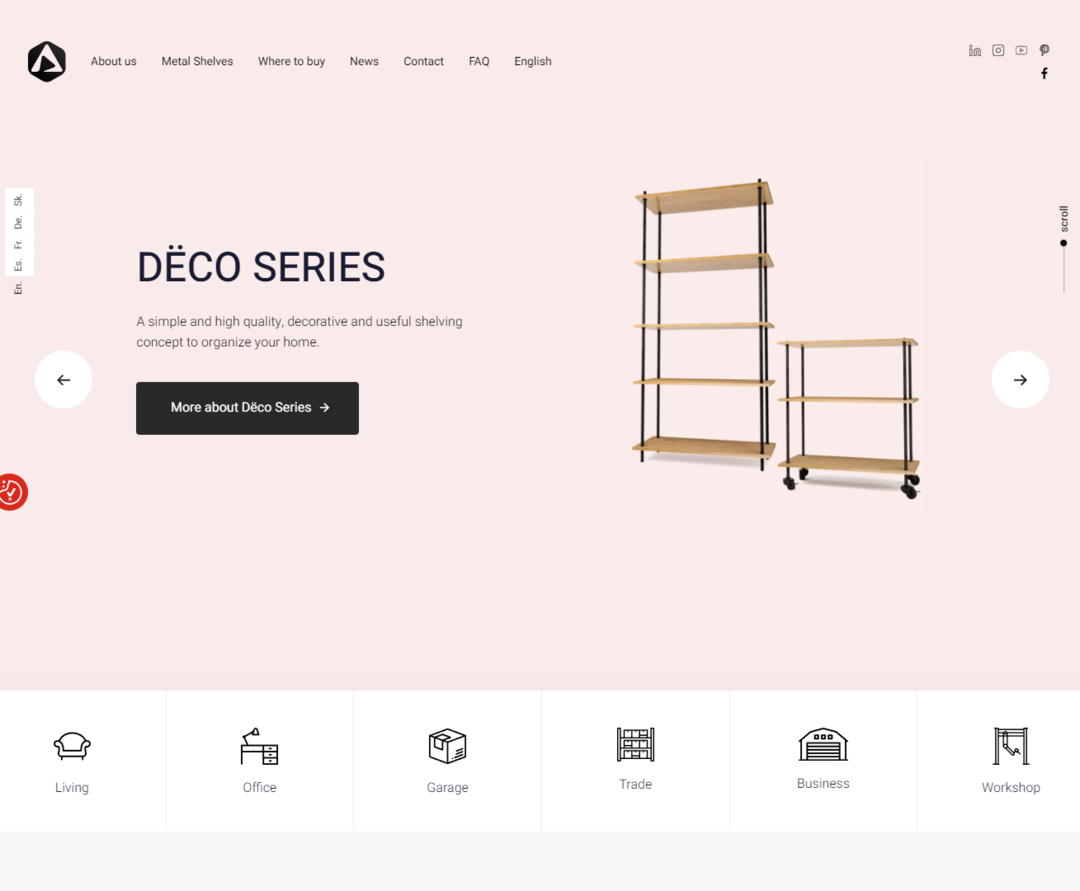 About us
Metal Shelves
Where to buy
News
Contact
FAQ
English
Sk.
De.
Fr.
Es.
En.
scroll
DËCO SERIES
A simple and high quality, decorative and useful shelving
concept to organize your home.
More about Dëco Series
Living
Office
Garage
Trade
Business
Workshop